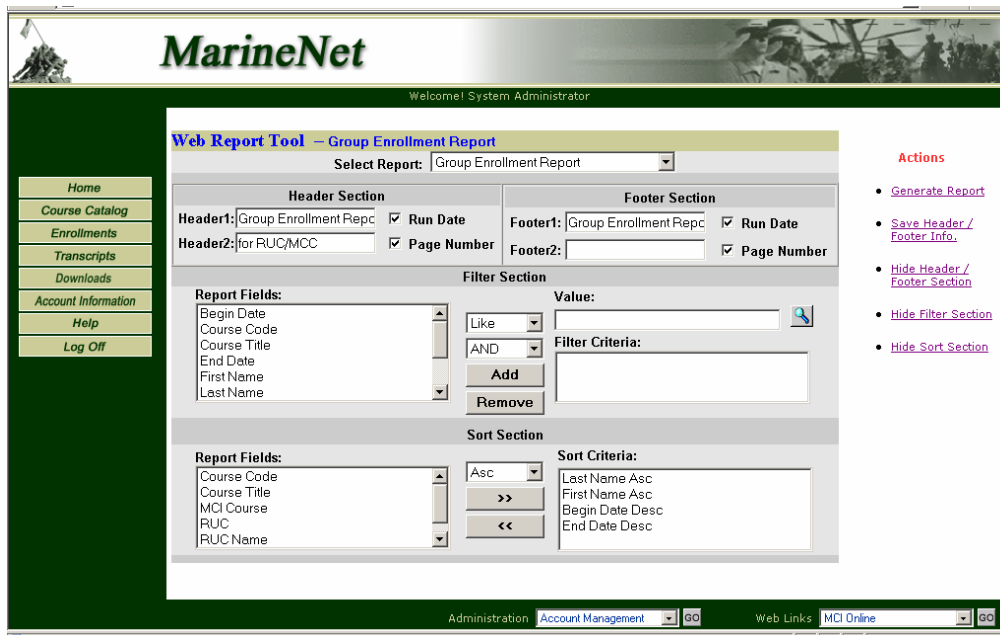 MarineNet
Welcome! System Administrator
Home
Course Catalog
Enrollments
Transcripts
Downloads
Account Information
Help
Log Off
Web Report Tool – Group Enrollment Report
Select Report: Group Enrollment Report
Header Section
Header1: Group Enrollment Repc Run Date
Header2: for RUC/MCC Page Number
Footer Section
Footer1: Group Enrollment Repc Run Date
Footer2: Page Number
Filter Section
Report Fields:
Begin Date
Course Code
Course Title
End Date
First Name
Last Name
Like
AND
Add
Remove
Value:
Filter Criteria:
Sort Section
Report Fields:
Course Code
Course Title
MCI Course
RUC
RUC Name
Asc
>>
<<
Sort Criteria:
Last Name Asc
First Name Asc
Begin Date Desc
End Date Desc
Actions
Generate Report
Save Header /
Footer Info.
Hide Header /
Footer Section
Hide Filter Section
Hide Sort Section
Administration Account Management GO Web Links MCI Online GO